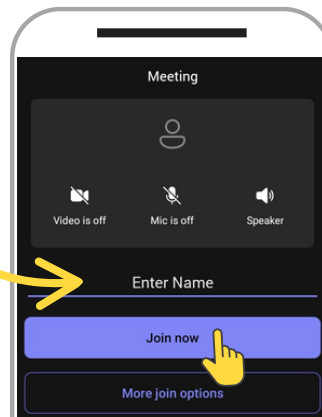 Meeting
Video is off Mic is off Speaker
Enter Name
Join now
More join options